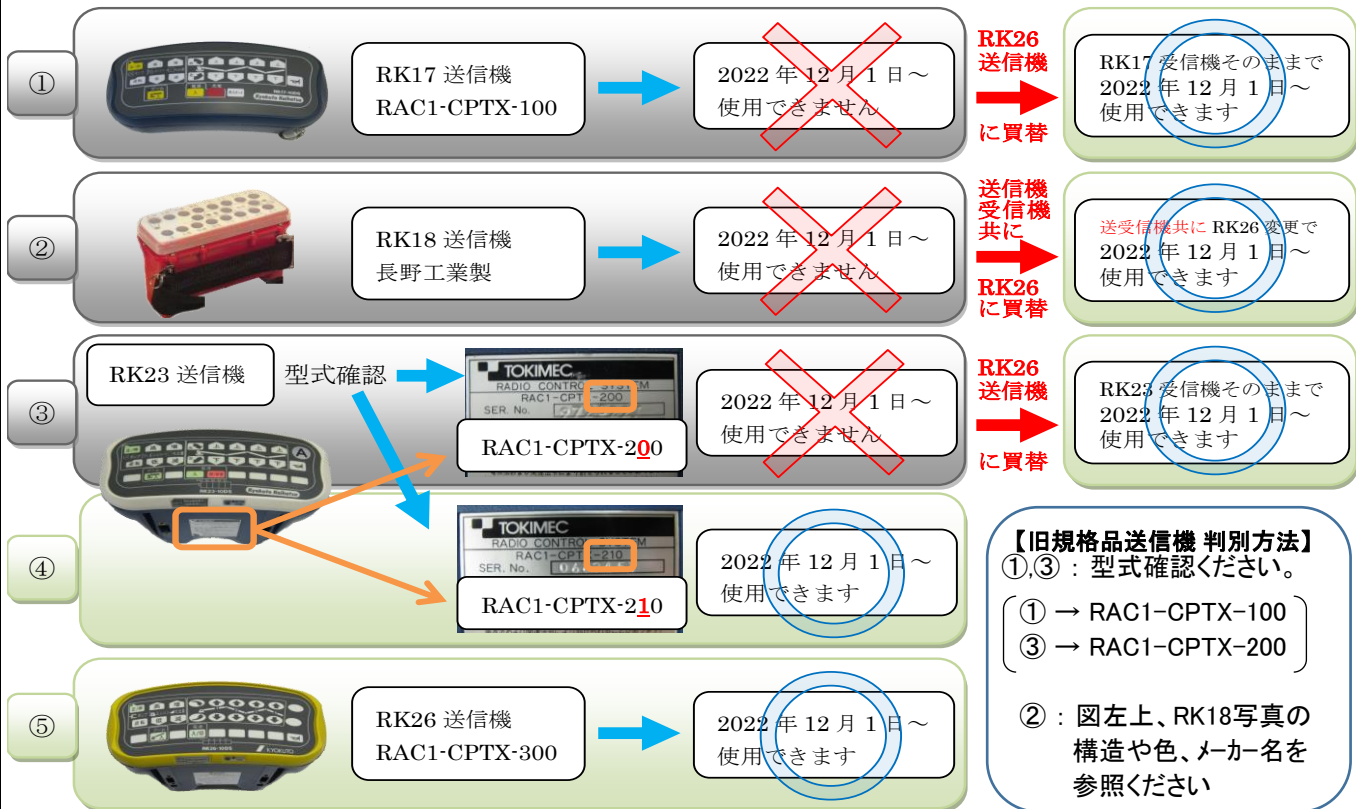 ①
RK17 送信機
RAC1-CPTX-100
2022 年 12 月 1 日～
使用できません
RK26
送信機
に買替
RK17 受信機そのままで
2022 年 12 月 1 日～
使用できます
②
RK18 送信機
長野工業製
2022 年 12 月 1 日～
使用できません
送信機
受信機
共に
RK26
に買替
送受信機共に RK26 変更で
2022 年 12 月 1 日～
使用できます
③
RK23 送信機
型式確認
TOKIMEC
RADIO CONTROL SYSTEM
RAC1-CPTX-200
SER. No.
RAC1-CPTX-200
2022 年 12 月 1 日～
使用できません
RK26
送信機
に買替
RK23 受信機そのままで
2022 年 12 月 1 日～
使用できます
A
RK23-100S
Kyokuto Robotte
④
TOKIMEC
RADIO CONTROL SYSTEM
RAC1-CPTX-210
SER. No.
RAC1-CPTX-210
2022 年 12 月 1 日～
使用できます
⑤
KYOKUTO
RK26 送信機
RAC1-CPTX-300
2022 年 12 月 1 日～
使用できます
【旧規格品送信機 判別方法】
①,③ : 型式確認ください。
① → RAC1-CPTX-100
③ → RAC1-CPTX-200
② : 図左上、RK18写真の
構造や色、メーカー名を
参照ください